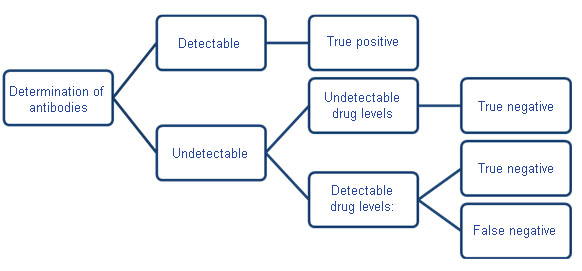 Determination of
antibodies
Detectable
True positive
Undetectable
Undetectable
drug levels
True negative
Detectable
drug levels:
True negative
False negative